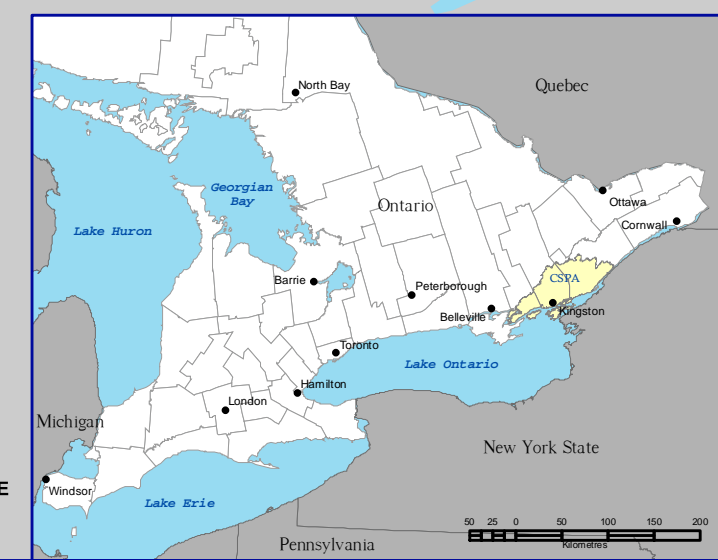 North Bay
Quebec
Georgian
Bay
Ontario
Ottawa
Lake Huron
Cornwall
Barrie
CSPA
Peterborough
Belleville
Kingston
Toronto
Lake Ontario
Hamilton
London
Michigan
New York State
E
Windsor
Lake Erie
50 25 0 50 100 150 200
Kilometres
Pennsylvania